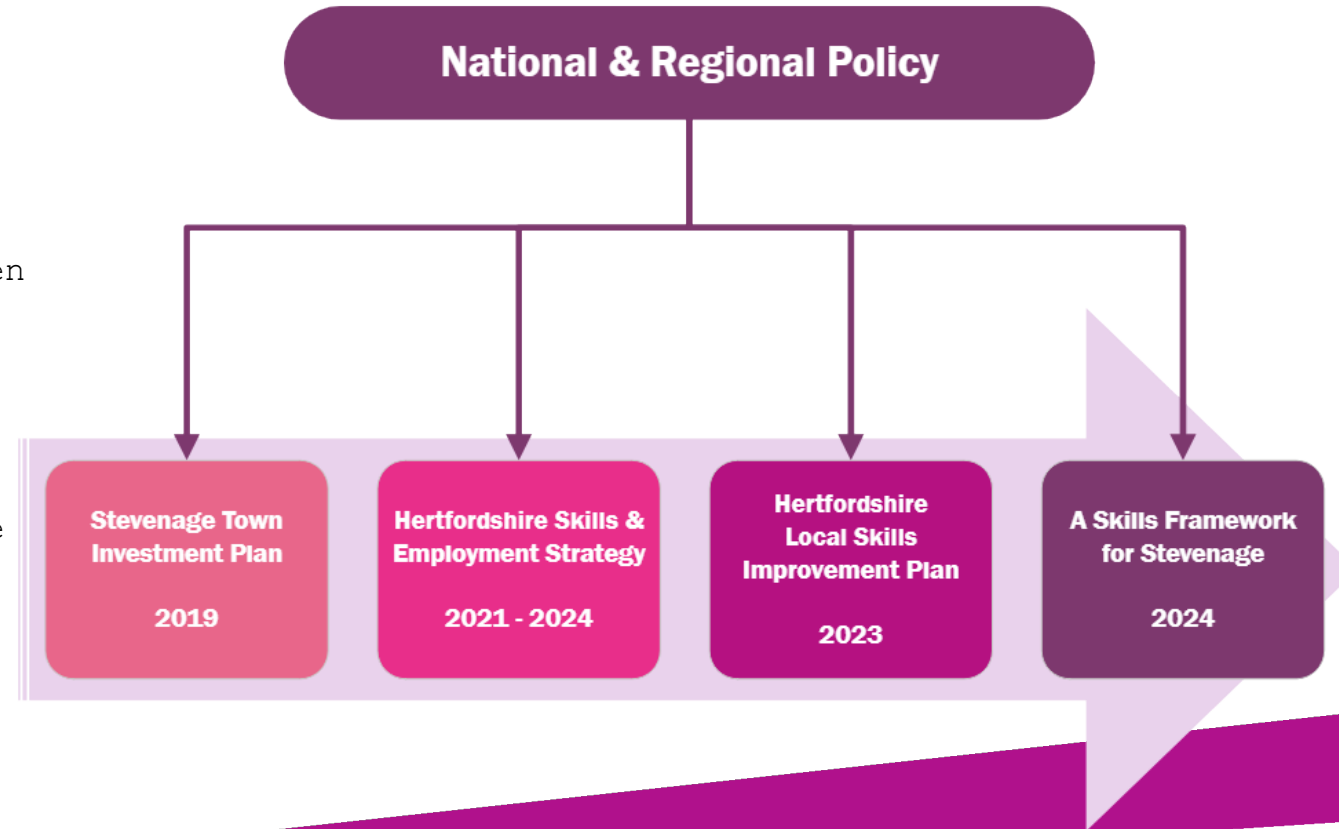 National & Regional Policy
en
e
Stevenage Town
Investment Plan
2019
Hertfordshire Skills &
Employment Strategy
2021 - 2024
Hertfordshire
Local Skills
Improvement Plan
2023
A Skills Framework
for Stevenage
2024